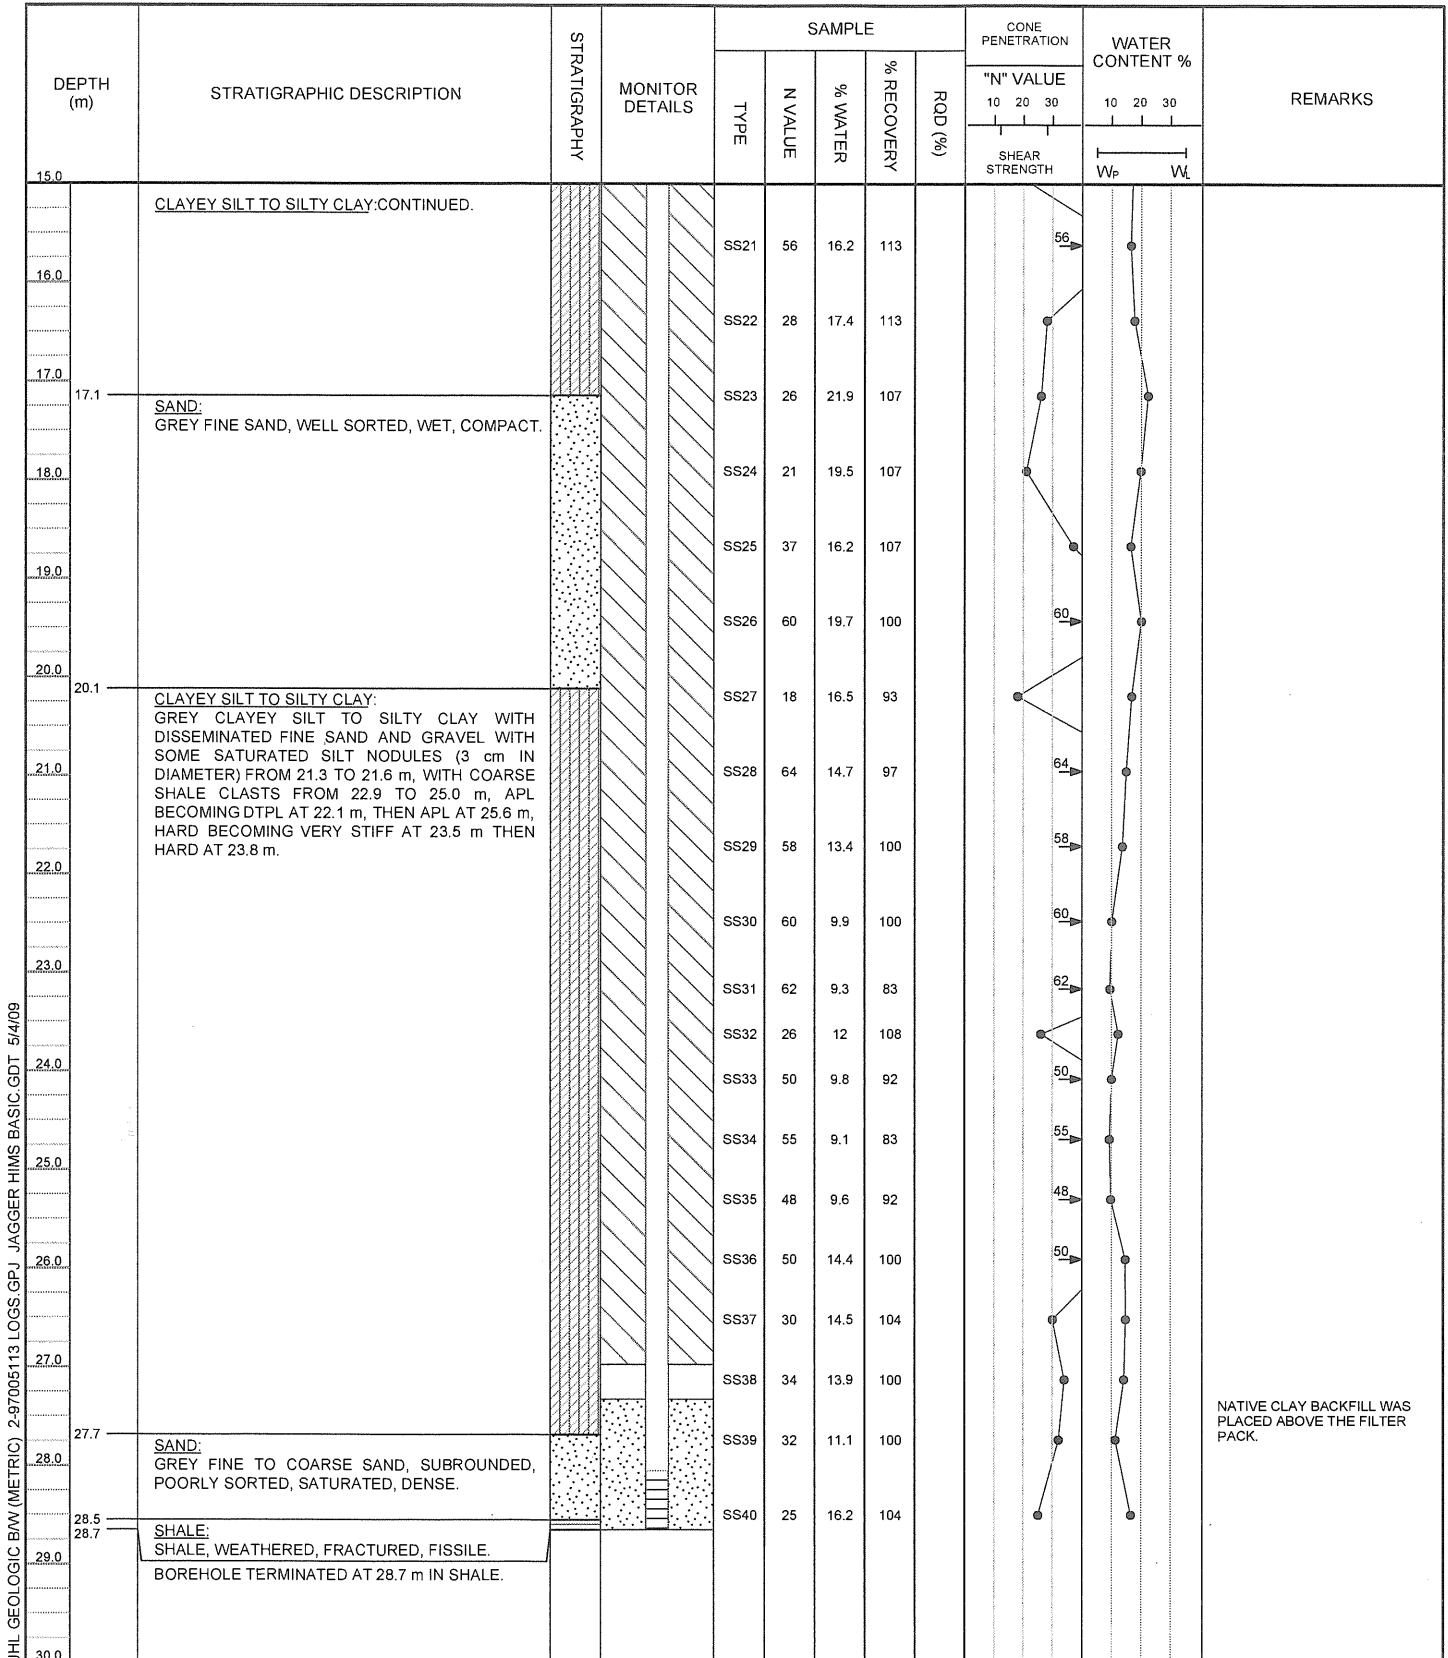 DEPTH
(m)
STRATIGRAPHIC DESCRIPTION
STRATIGRAPHY
MONITOR
DETAILS
SAMPLE
TYPE
N VALUE
% WATER
% RECOVERY
RQD (%)
CONE
PENETRATION
"N" VALUE
10 20 30
SHEAR
STRENGTH
WATER
CONTENT %
10 20 30
WP WL
REMARKS
15.0
CLAYEY SILT TO SILTY CLAY:CONTINUED.
SS21 56 16.2 113 56
16.0
SS22 28 17.4 113
17.0
17.1
SS23 26 21.9 107
SAND:
GREY FINE SAND, WELL SORTED, WET, COMPACT.
18.0
SS24 21 19.5 107
SS25 37 16.2 107
19.0
SS26 60 19.7 100 60
20.0
20.1
SS27 18 16.5 93
CLAYEY SILT TO SILTY CLAY:
GREY CLAYEY SILT TO SILTY CLAY WITH
DISSEMINATED FINE SAND AND GRAVEL WITH
SOME SATURATED SILT NODULES (3 cm IN
DIAMETER) FROM 21.3 TO 21.6 m, WITH COARSE
SHALE CLASTS FROM 22.9 TO 25.0 m, APL
BECOMING DTPL AT 22.1 m, THEN APL AT 25.6 m,
HARD BECOMING VERY STIFF AT 23.5 m THEN
HARD AT 23.8 m.
21.0
SS28 64 14.7 97 64
SS29 58 13.4 100 58
22.0
SS30 60 9.9 100 60
23.0
SS31 62 9.3 83 62
SS32 26 12 108
24.0
SS33 50 9.8 92 50
SS34 55 9.1 83 55
25.0
SS35 48 9.6 92 48
26.0
SS36 50 14.4 100 50
SS37 30 14.5 104
27.0
SS38 34 13.9 100
NATIVE CLAY BACKFILL WAS
PLACED ABOVE THE FILTER
PACK.
27.7
SS39 32 11.1 100
SAND:
GREY FINE TO COARSE SAND, SUBROUNDED,
POORLY SORTED, SATURATED, DENSE.
28.0
SS40 25 16.2 104
28.5
28.7
SHALE:
SHALE, WEATHERED, FRACTURED, FISSILE.
29.0
BOREHOLE TERMINATED AT 28.7 m IN SHALE.
30.0
JHL GEOLOGIC B/W (METRIC) 2-97005113 LOGS.GPJ JAGGER HIMS BASIC.GDT 5/4/09